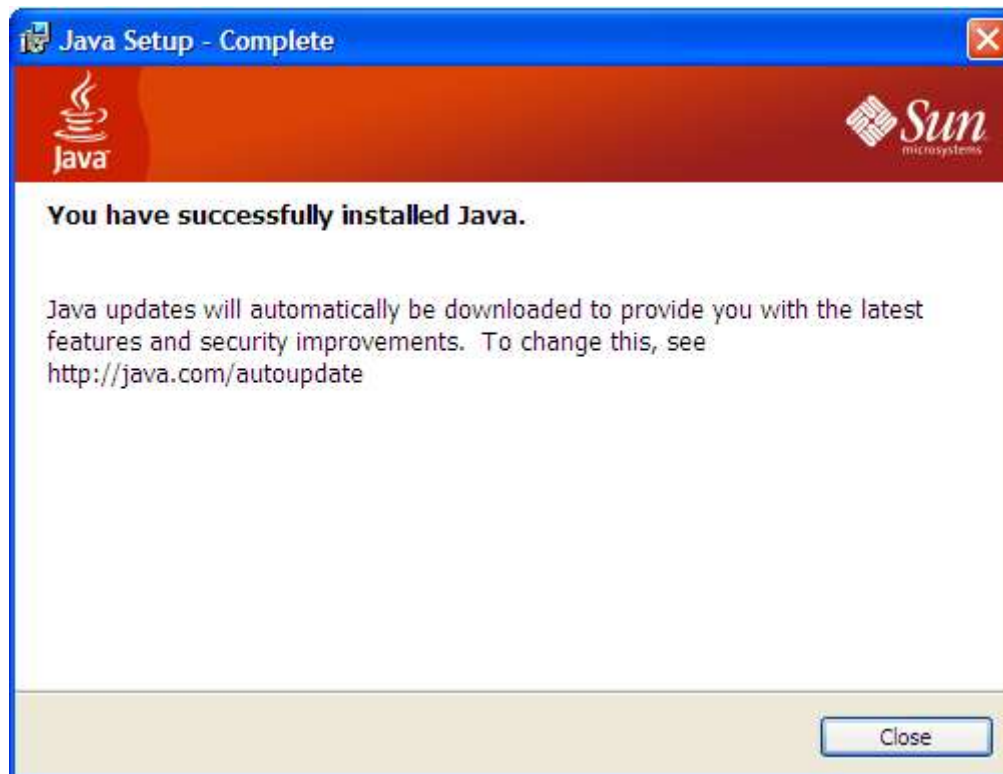 Java Setup - Complete
Java
Sun
microsystems
You have successfully installed Java.
Java updates will automatically be downloaded to provide you with the latest
features and security improvements. To change this, see
http://java.com/autoupdate
Close